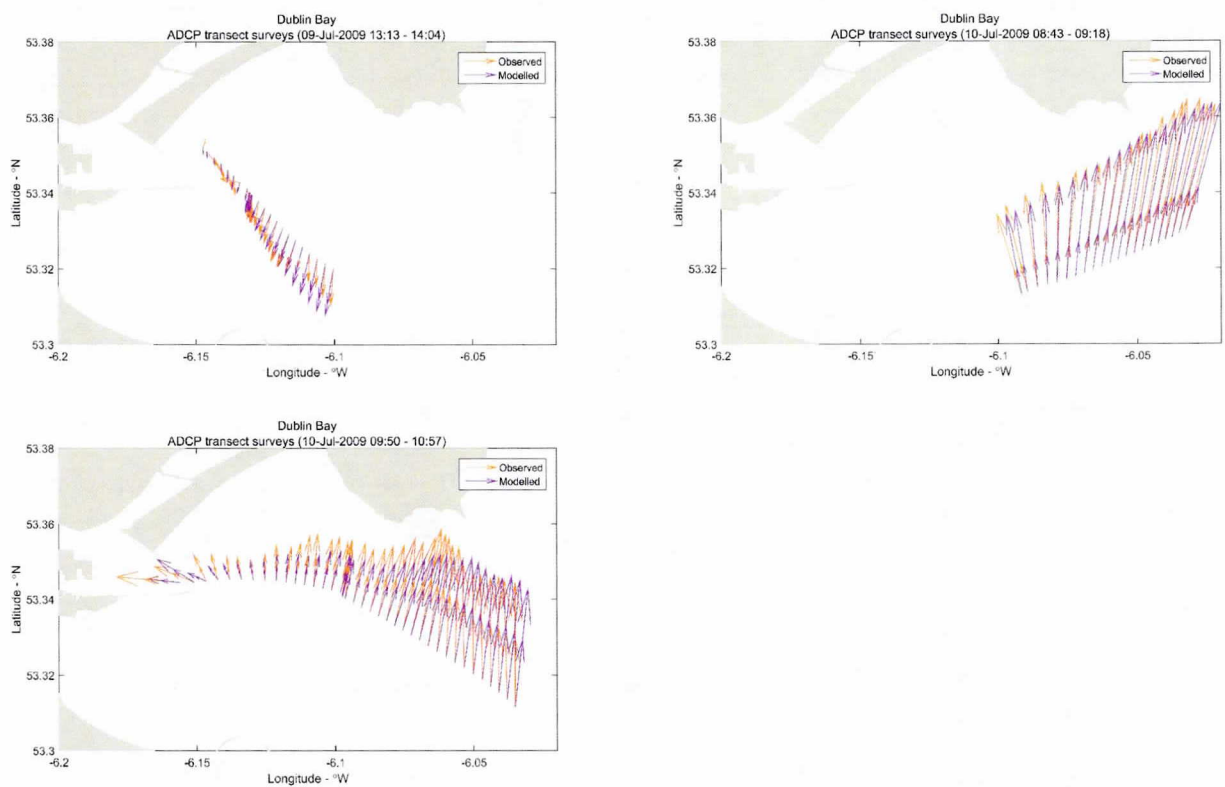 Dublin Bay
ADCP transect surveys (09-Jul-2009 13:13 - 14:04)
53.38
53.36
53.34
53.32
53.3
Latitude - °N
Observed
Modelled
-6.2
-6.15
-6.1
-6.05
Longitude - °W
Dublin Bay
ADCP transect surveys (10-Jul-2009 08:43 - 09:18)
53.38
53.36
53.34
53.32
53.3
Latitude - °N
Observed
Modelled
-6.2
-6.15
-6.1
-6.05
Longitude - °W
Dublin Bay
ADCP transect surveys (10-Jul-2009 09:50 - 10:57)
53.38
53.36
53.34
53.32
53.3
Latitude - °N
Observed
Modelled
-6.2
-6.15
-6.1
-6.05
Longitude - °W